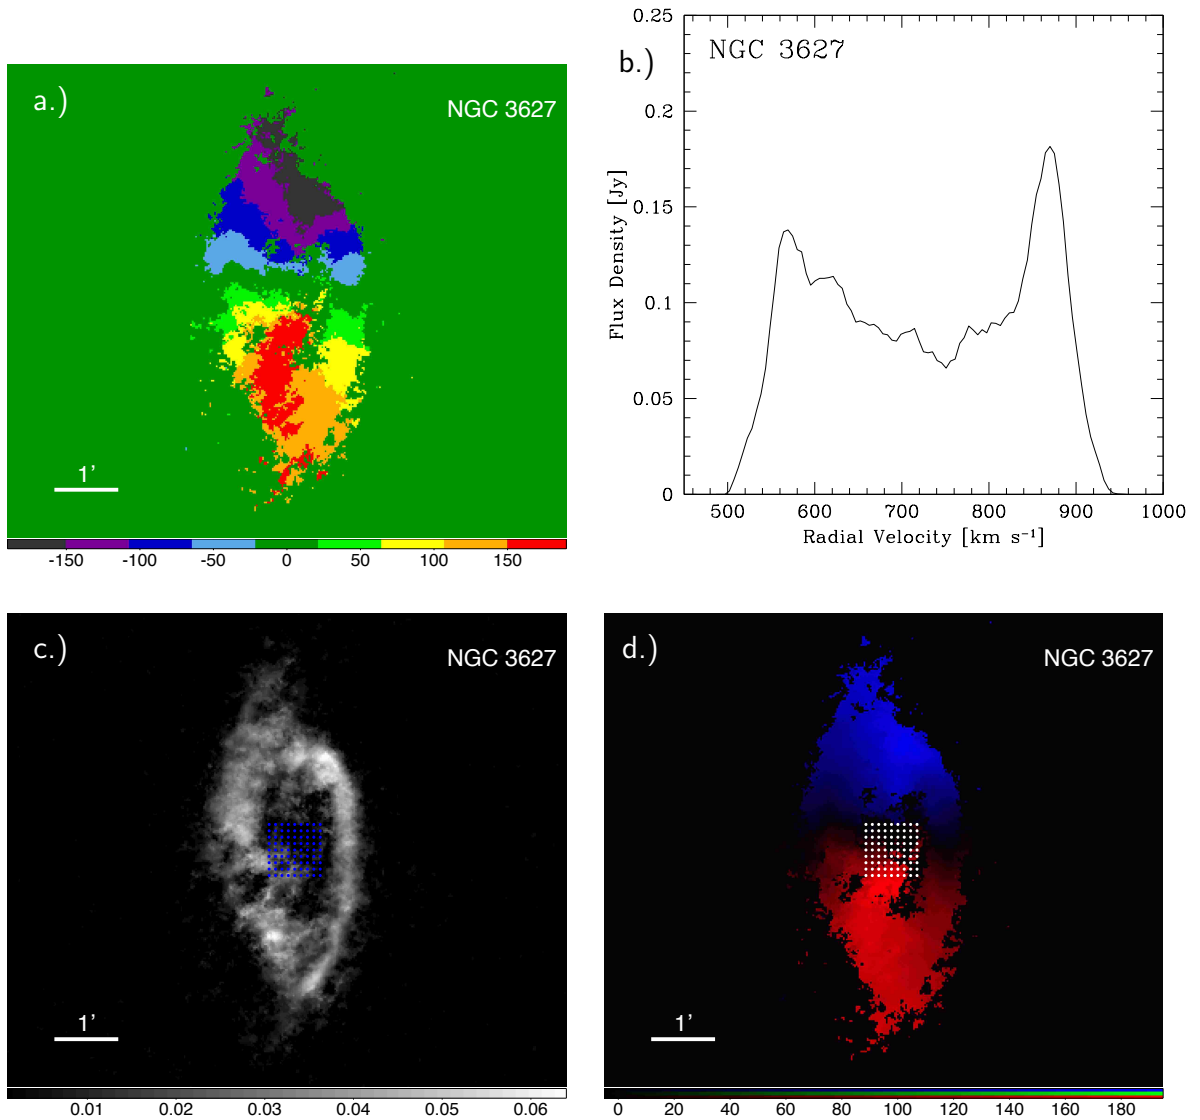 a.)
NGC 3627
1'
-150 -100 -50 0 50 100 150
b.)
NGC 3627
0.25
0.2
0.15
0.1
0.05
0
Flux Density [Jy]
500 600 700 800 900 1000
Radial Velocity [km s⁻¹]
c.)
NGC 3627
1'
0.01 0.02 0.03 0.04 0.05 0.06
d.)
NGC 3627
1'
0 20 40 60 80 100 120 140 160 180